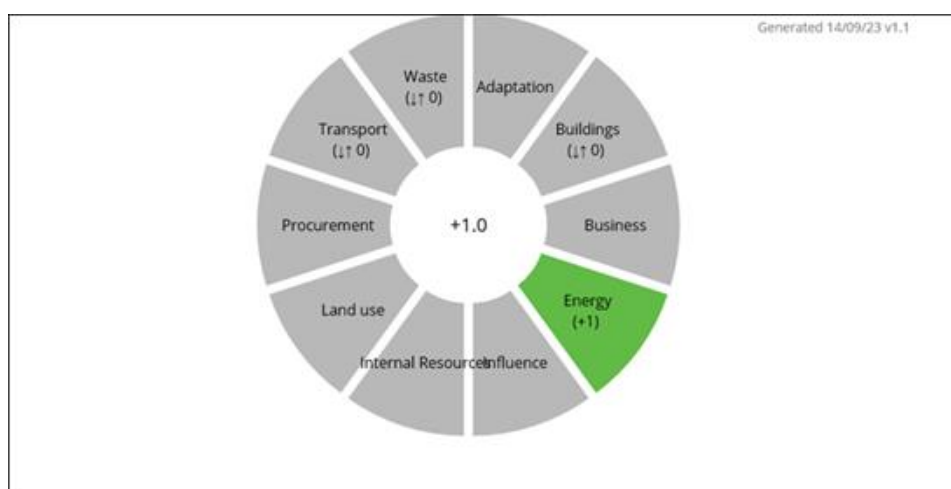 Generated 14/09/23 v1.1
Waste
(↓↑ 0)
Adaptation
Transport
(↓↑ 0)
Buildings
(↓↑ 0)
Procurement
+1.0
Business
Land use
Energy
(+1)
Internal Resources
Influence